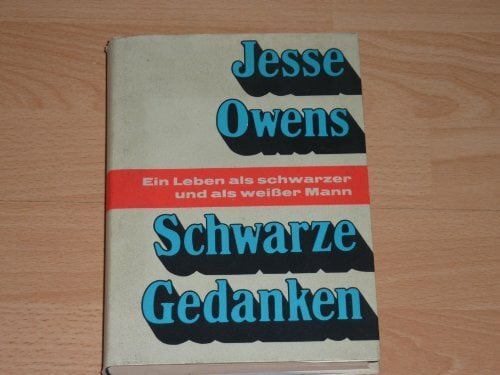 Jesse
Owens
Ein Leben als schwarzer
und als weißer Mann
Schwarze
Gedanken